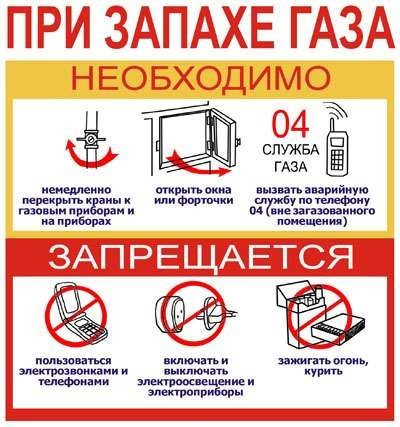 ПРИ ЗАПАХЕ ГАЗА
НЕОБХОДИМО
04
СЛУЖБА
ГАЗА
немедленно
перекрыть краны к
газовым приборам и
на приборах
открыть окна
или форточки
вызвать аварийную
службу по телефону
04 (вне загазованного
помещения)
ЗАПРЕЩАЕТСЯ
пользоваться
электрозвонками и
телефонами
включать и
выключать
электроосвещение и
электроприборы
зажигать огонь,
курить